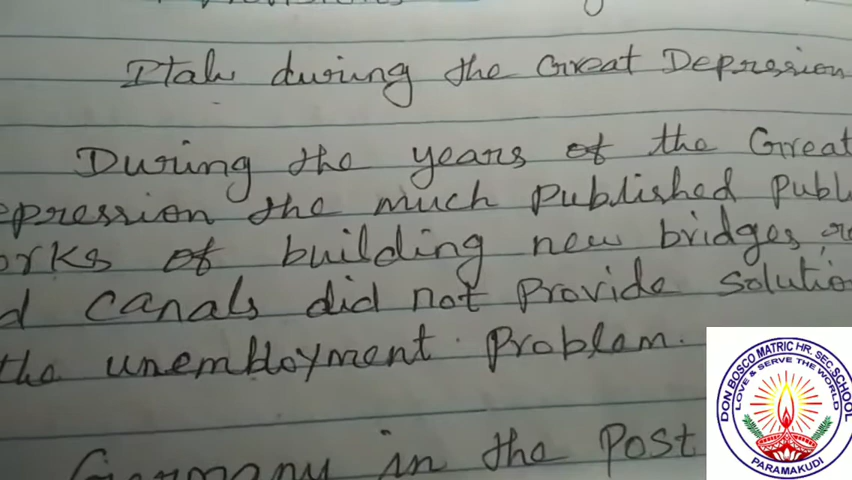 Italy during the Great Depression
During the years of the Great
epression the much published publ
orks of building new bridges, 
d canals did not provide solutio
the unemployment problem.
Germany in the Post
DON BOSCO MATRIC HR. SEC. SCHOOL
LOVE & SERVE THE WORLD
PARAMAKUDI